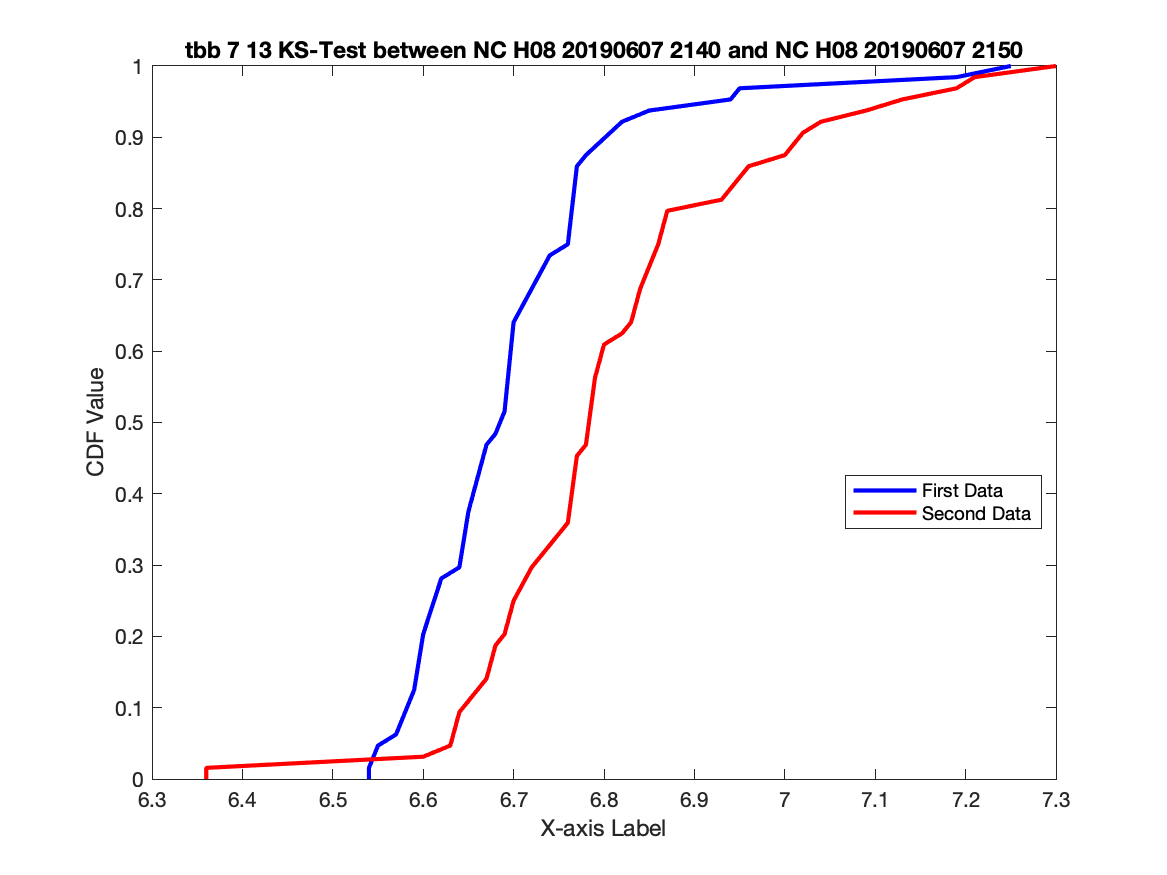 tbb 7 13 KS-Test between NC H08 20190607 2140 and NC H08 20190607 2150
1
0.9
0.8
0.7
0.6
0.5
0.4
0.3
0.2
0.1
0
CDF Value
First Data
Second Data
6.3 6.4 6.5 6.6 6.7 6.8 6.9 7 7.1 7.2 7.3
X-axis Label